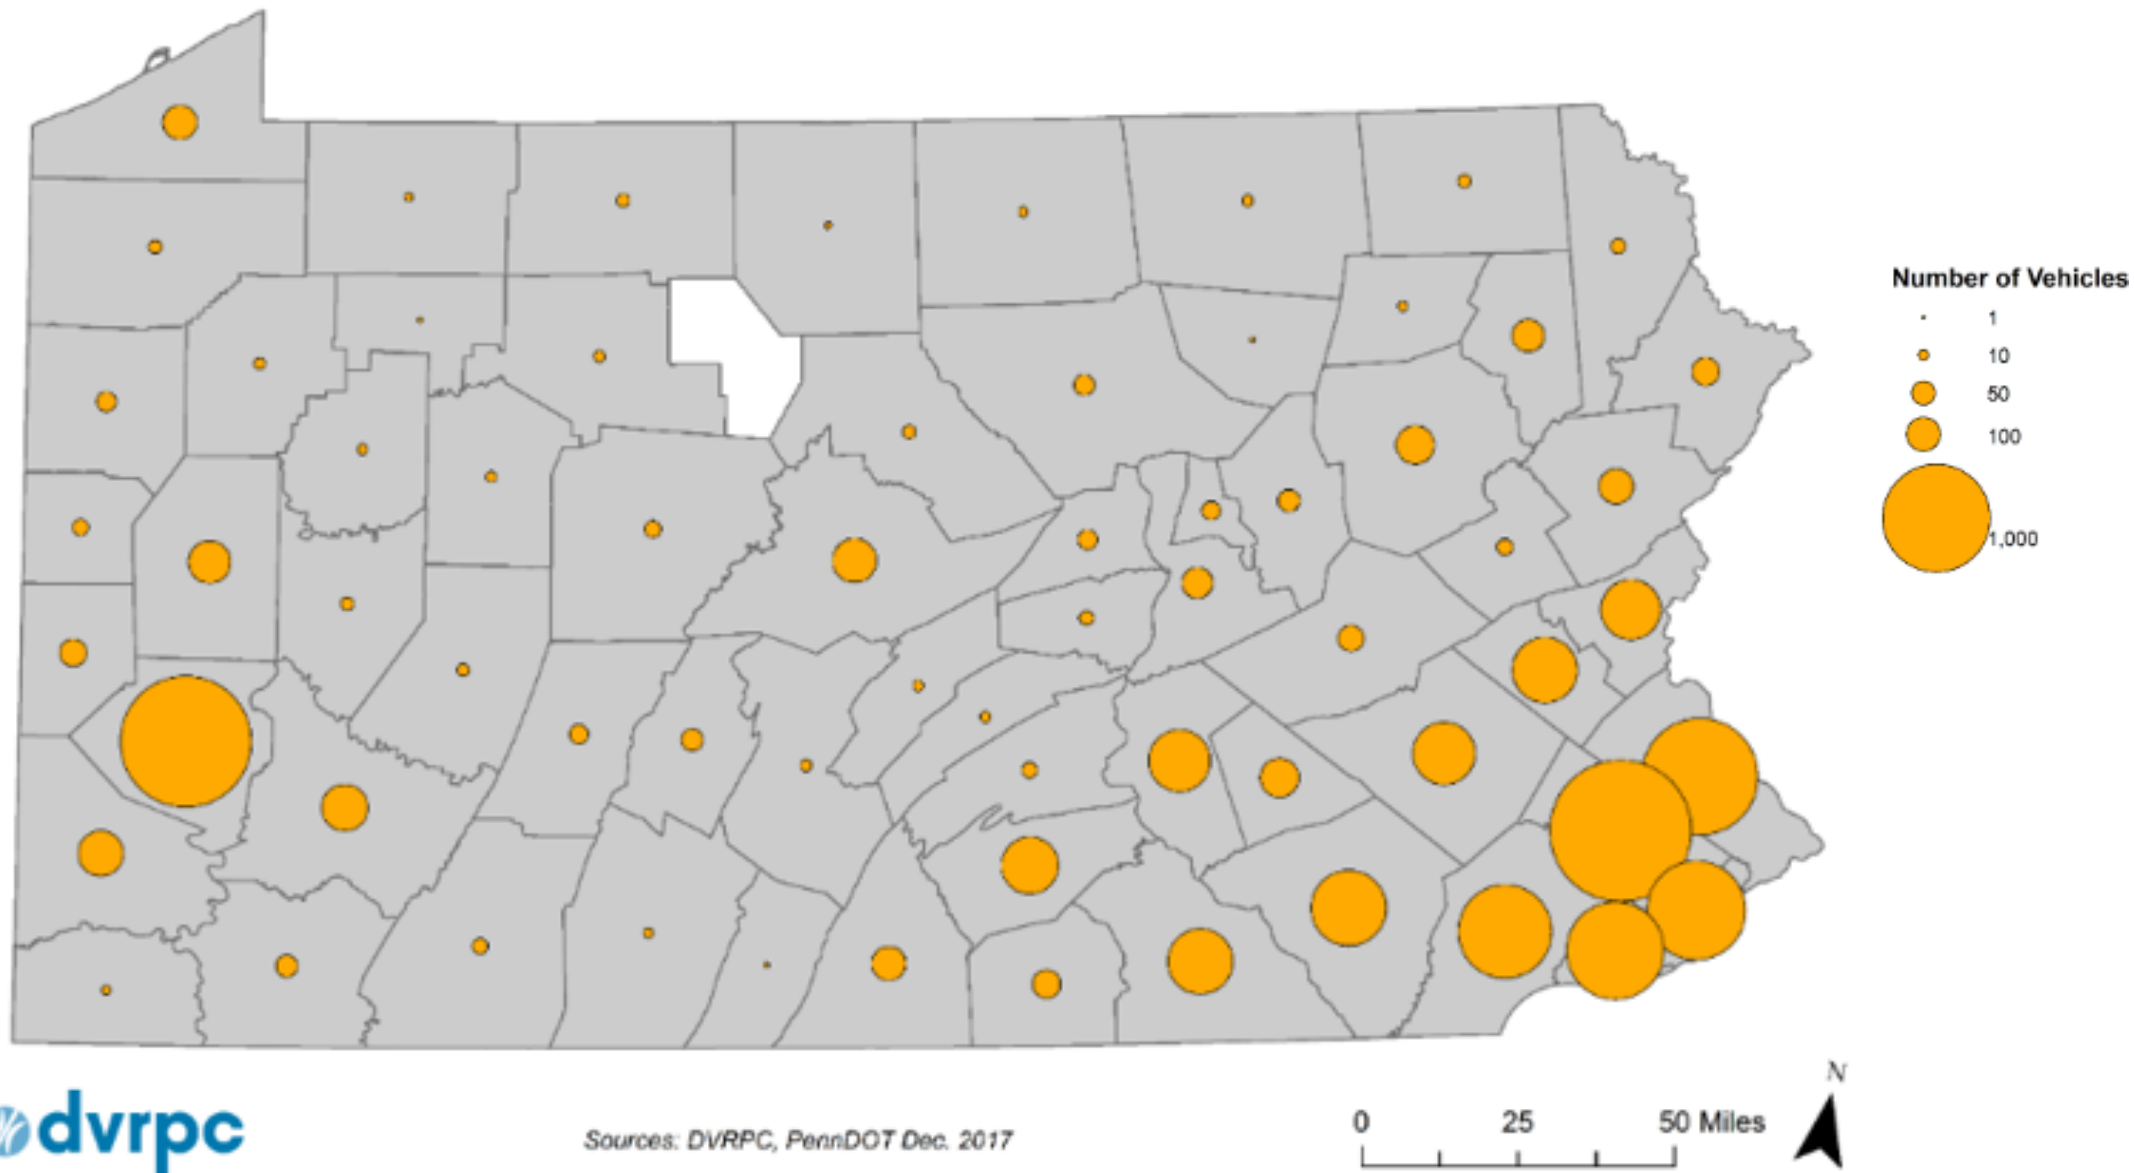 Number of Vehicles
1
10
50
100
1,000
N
0 25 50 Miles
dvrpc
Sources: DVRPC, PennDOT Dec. 2017